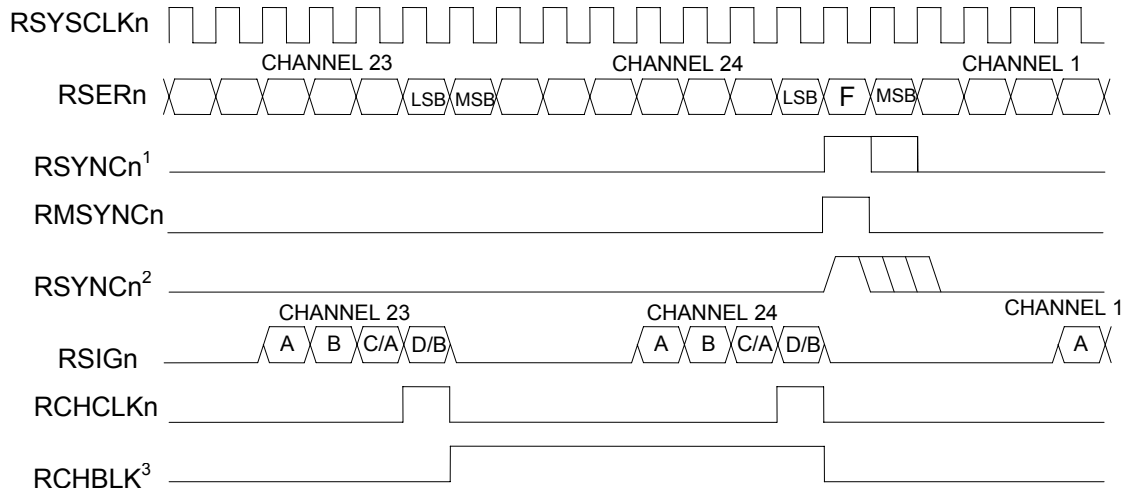 RSYSCLKn
CHANNEL 23 CHANNEL 24 CHANNEL 1
RSERn LSB MSB LSB F MSB
RSYNCn¹
RMSYNCn
RSYNCn²
CHANNEL 23 CHANNEL 24 CHANNEL 1
RSIGn A B C/A D/B A B C/A D/B A
RCHCLKn
RCHBLK³